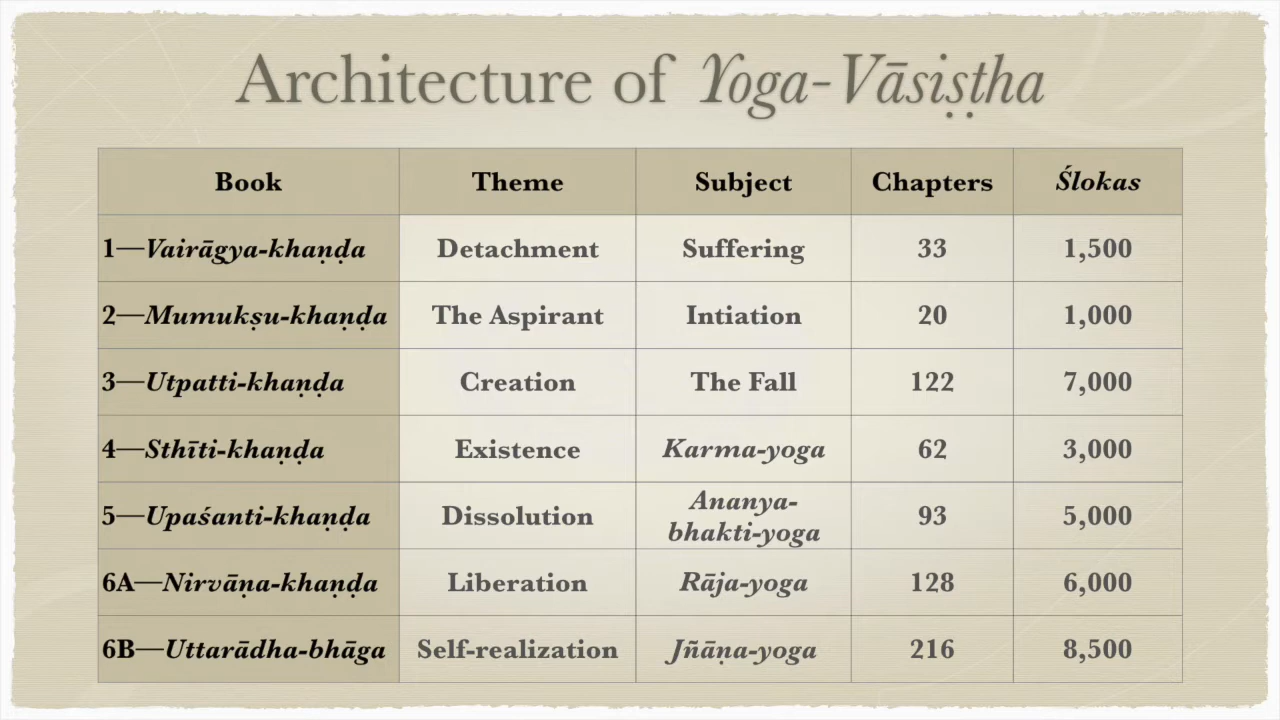 Architecture of Yoga-Vāsiṣṭha
Book Theme Subject Chapters Ślokas
1—Vairāgya-khaṇḍa Detachment Suffering 33 1,500
2—Mumukṣu-khaṇḍa The Aspirant Intiation 20 1,000
3—Utpatti-khaṇḍa Creation The Fall 122 7,000
4—Sthīti-khaṇḍa Existence Karma-yoga 62 3,000
5—Upaśanti-khaṇḍa Dissolution Ananya-
bhakti-yoga 93 5,000
6A—Nirvāṇa-khaṇḍa Liberation Rāja-yoga 128 6,000
6B—Uttarādha-bhāga Self-realization Jñāṇa-yoga 216 8,500